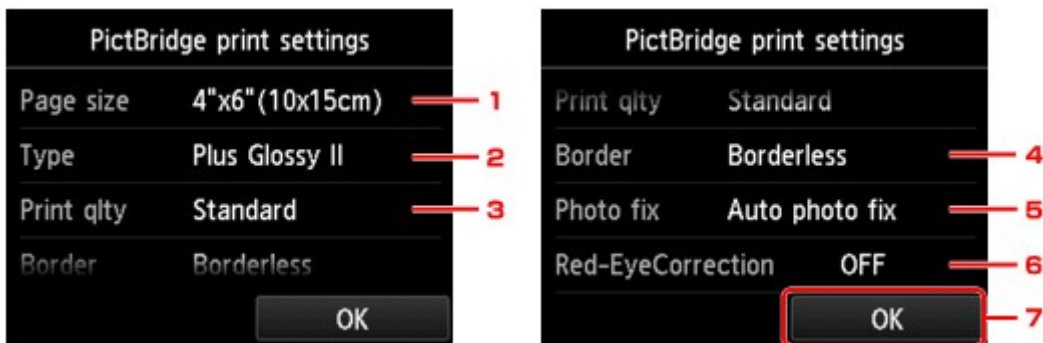 PictBridge print settings
Page size 4"x6"(10x15cm) 1
Type Plus Glossy II 2
Print qlty Standard 3
Border Borderless
OK
PictBridge print settings
Print qlty Standard
Border Borderless 4
Photo fix Auto photo fix 5
Red-EyeCorrection OFF 6
OK 7